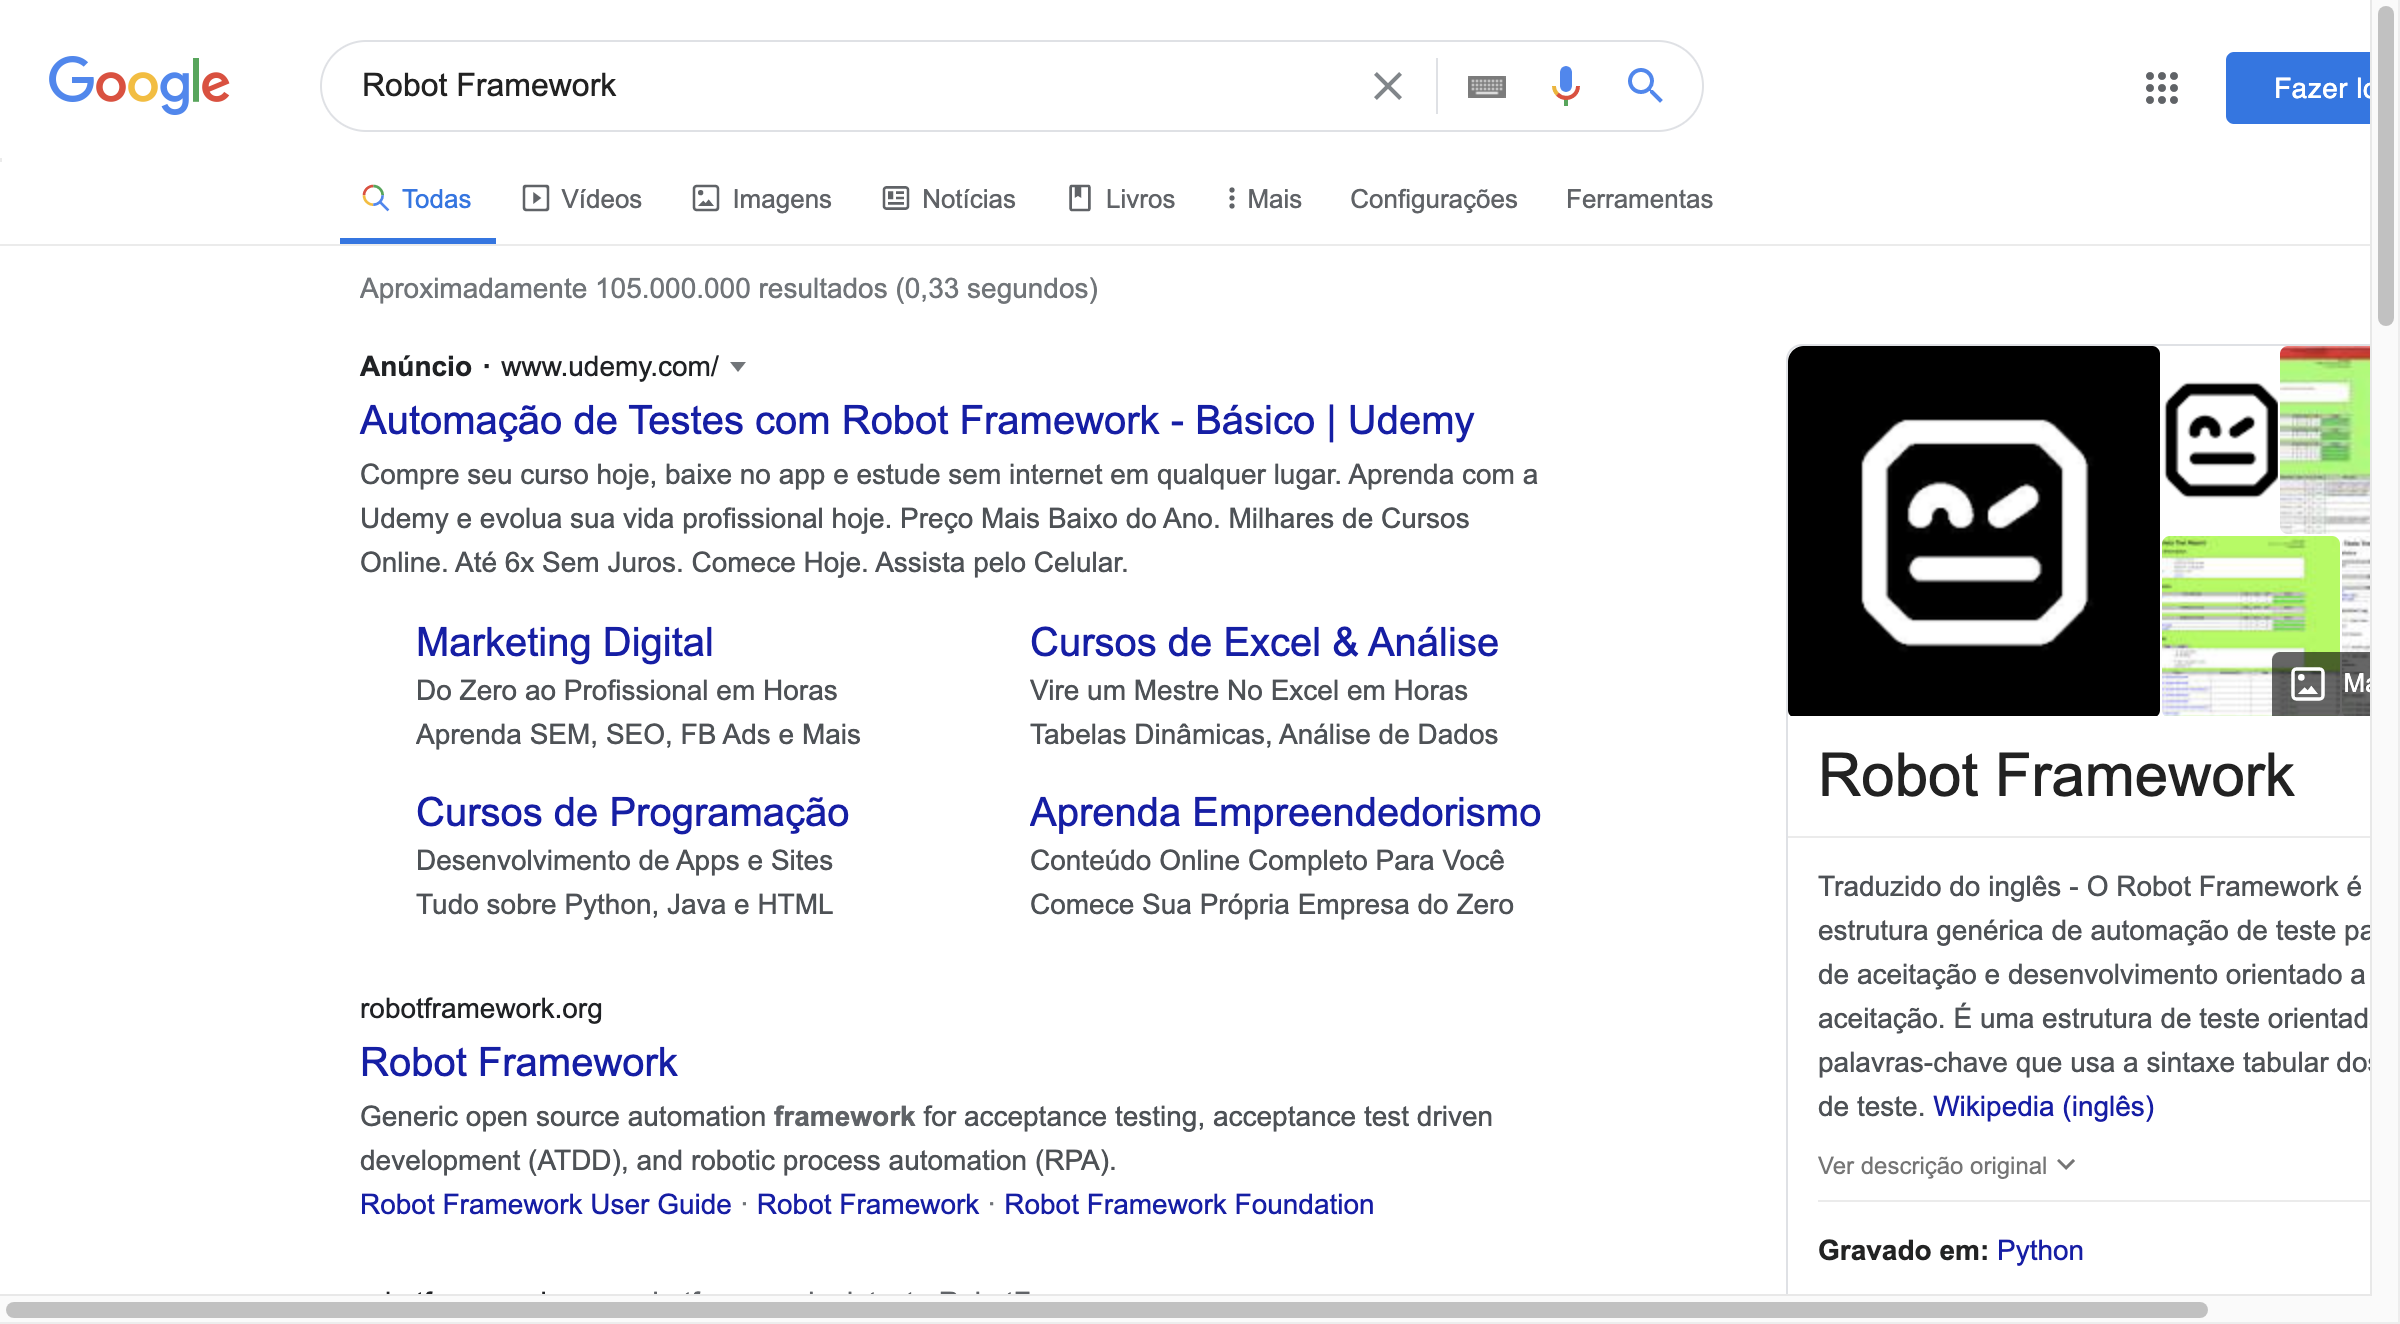 Google
Robot Framework
Fazer lo
Todas
Vídeos
Imagens
Notícias
Livros
Mais
Configurações
Ferramentas
Aproximadamente 105.000.000 resultados (0,33 segundos)
Anúncio · www.udemy.com/
Automação de Testes com Robot Framework - Básico | Udemy
Compre seu curso hoje, baixe no app e estude sem internet em qualquer lugar. Aprenda com a
Udemy e evolua sua vida profissional hoje. Preço Mais Baixo do Ano. Milhares de Cursos
Online. Até 6x Sem Juros. Comece Hoje. Assista pelo Celular.
Marketing Digital
Do Zero ao Profissional em Horas
Aprenda SEM, SEO, FB Ads e Mais
Cursos de Excel & Análise
Vire um Mestre No Excel em Horas
Tabelas Dinâmicas, Análise de Dados
Cursos de Programação
Desenvolvimento de Apps e Sites
Tudo sobre Python, Java e HTML
Aprenda Empreendedorismo
Conteúdo Online Completo Para Você
Comece Sua Própria Empresa do Zero
robotframework.org
Robot Framework
Generic open source automation framework for acceptance testing, acceptance test driven
development (ATDD), and robotic process automation (RPA).
Robot Framework User Guide · Robot Framework · Robot Framework Foundation
Ma
Robot Framework
Traduzido do inglês - O Robot Framework é
estrutura genérica de automação de teste pa
de aceitação e desenvolvimento orientado a
aceitação. É uma estrutura de teste orientad
palavras-chave que usa a sintaxe tabular dos
de teste. Wikipedia (inglês)
Ver descrição original
Gravado em: Python